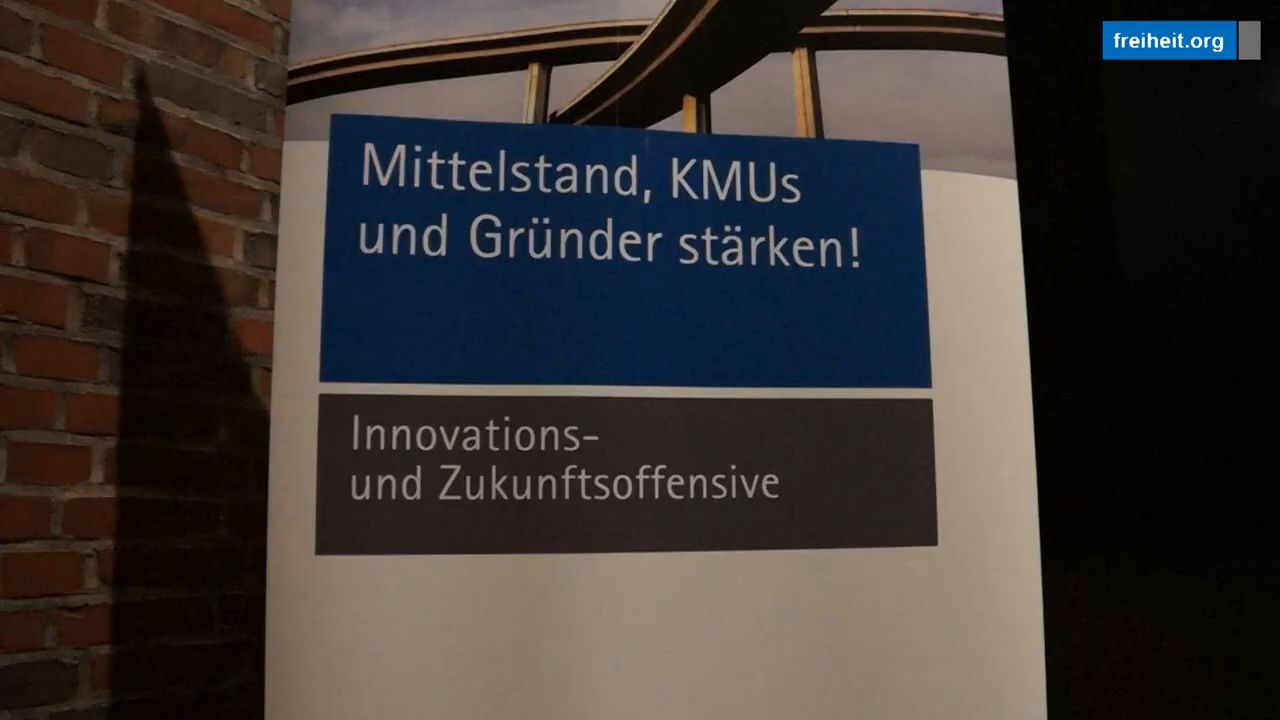 freiheit.org
Mittelstand, KMUs
und Gründer stärken!
Innovations-
und Zukunftsoffensive